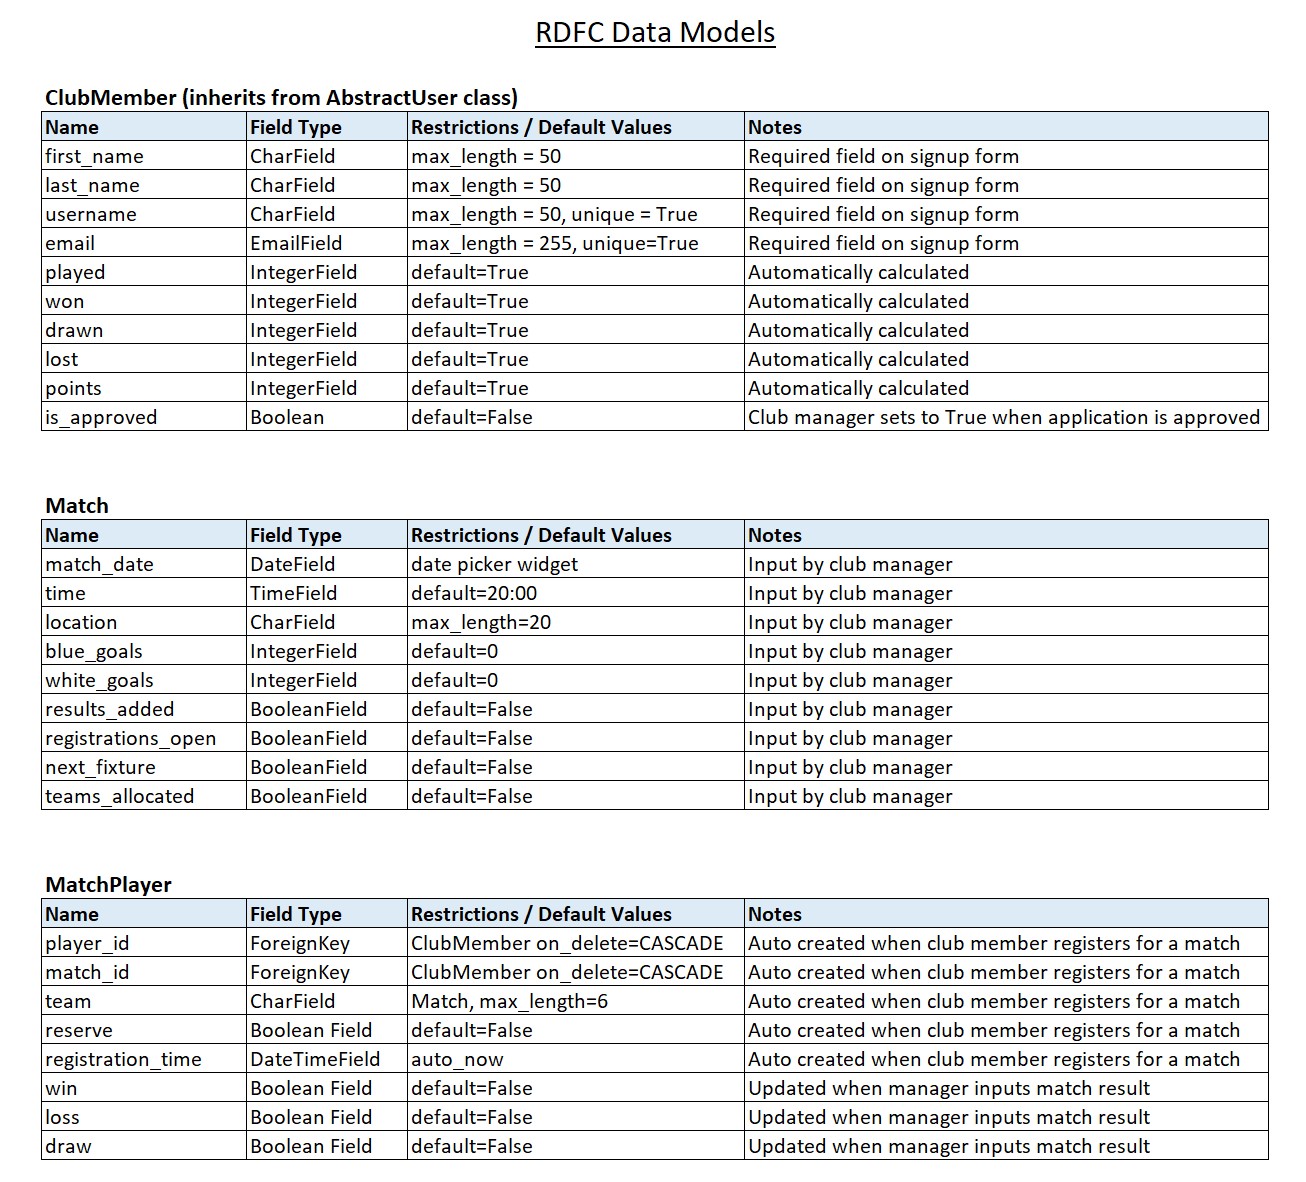 RDFC Data Models
ClubMember (inherits from AbstractUser class)
Name Field Type Restrictions / Default Values Notes
first_name CharField max_length = 50 Required field on signup form
last_name CharField max_length = 50 Required field on signup form
username CharField max_length = 50, unique = True Required field on signup form
email EmailField max_length = 255, unique=True Required field on signup form
played IntegerField default=True Automatically calculated
won IntegerField default=True Automatically calculated
drawn IntegerField default=True Automatically calculated
lost IntegerField default=True Automatically calculated
points IntegerField default=True Automatically calculated
is_approved Boolean default=False Club manager sets to True when application is approved
Match
Name Field Type Restrictions / Default Values Notes
match_date DateField date picker widget Input by club manager
time TimeField default=20:00 Input by club manager
location CharField max_length=20 Input by club manager
blue_goals IntegerField default=0 Input by club manager
white_goals IntegerField default=0 Input by club manager
results_added BooleanField default=False Input by club manager
registrations_open BooleanField default=False Input by club manager
next_fixture BooleanField default=False Input by club manager
teams_allocated BooleanField default=False Input by club manager
MatchPlayer
Name Field Type Restrictions / Default Values Notes
player_id ForeignKey ClubMember on_delete=CASCADE Auto created when club member registers for a match
match_id ForeignKey ClubMember on_delete=CASCADE Auto created when club member registers for a match
team CharField Match, max_length=6 Auto created when club member registers for a match
reserve Boolean Field default=False Auto created when club member registers for a match
registration_time DateTimeField auto_now Auto created when club member registers for a match
win Boolean Field default=False Updated when manager inputs match result
loss Boolean Field default=False Updated when manager inputs match result
draw Boolean Field default=False Updated when manager inputs match result